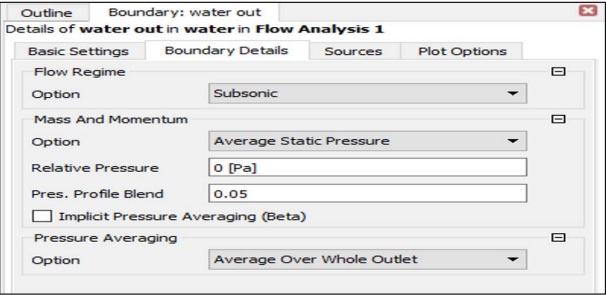 Outline Boundary: water out
Details of water out in water in Flow Analysis 1
Basic Settings Boundary Details Sources Plot Options
Flow Regime
Option Subsonic
Mass And Momentum
Option Average Static Pressure
Relative Pressure 0 [Pa]
Pres. Profile Blend 0.05
Implicit Pressure Averaging (Beta)
Pressure Averaging
Option Average Over Whole Outlet